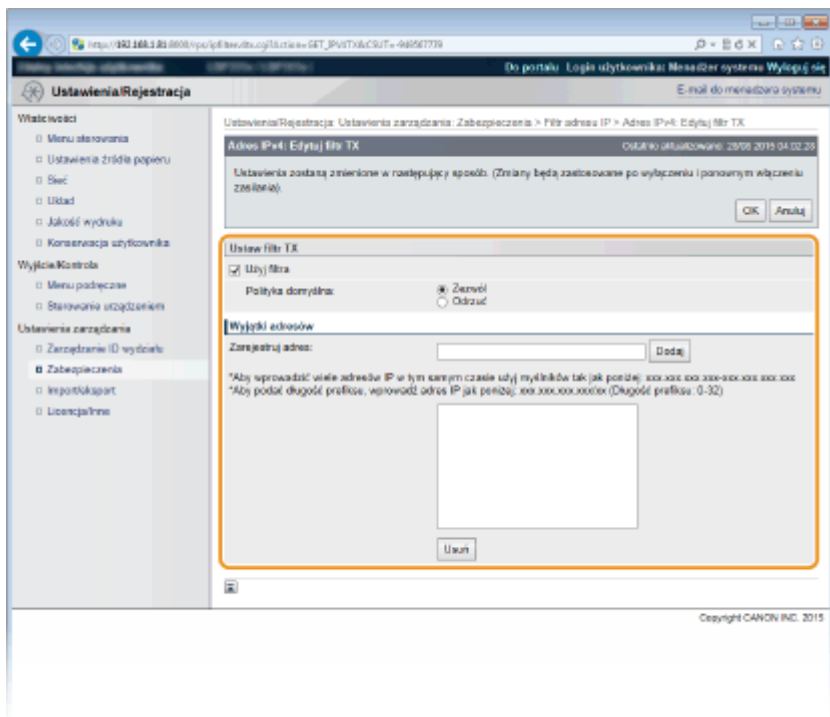 Do portalu Login użytkownika: Menadżer systemu Wyloguj się
Ustawienia/Rejestracja
E-mail do menadżera systemu
Właściwości
Menu sterowania
Ustawienia źródła papieru
Sieć
Układ
Jakość wydruku
Konserwacja użytkownika
Wyjście/Kontrola
Menu podręczne
Sterowanie urządzeniem
Ustawienia zarządzania
Zarządzanie ID wydziału
Zabezpieczenia
Import/eksport
Licencja/Inne
Ustawienia/Rejestracja: Ustawienia zarządzania: Zabezpieczenia > Filtr adresu IP > Adres IPv4: Edytuj filtr TX
Adres IPv4: Edytuj filtr TX
Ostatnio aktualizowano: 28/08 2015 04:02:28
Ustawienia zostaną zmienione w następujący sposób. (Zmiany będą zastosowane po wyłączeniu i ponownym włączeniu
zasilania).
OK Anuluj
Ustaw filtr TX
Użyj filtra
Polityka domyślna:
Zezwól
Odrzuć
Wyjątki adresów
Zarejestruj adres:
Dodaj
*Aby wprowadzić wiele adresów IP w tym samym czasie użyj myślników tak jak poniżej: xxx.xxx.xxx.xxx-xxx.xxx.xxx.xxx
*Aby podać długość prefiksu, wprowadź adres IP jak poniżej: xxx.xxx.xxx.xxx/xx (Długość prefiksu: 0-32)
Usuń
Copyright CANON INC. 2015